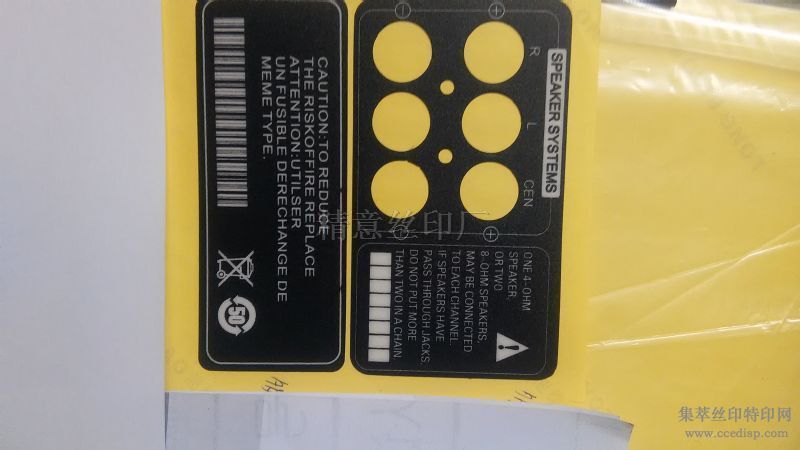 CAUTION:TO REDUCE
THE RISKOFFIRE REPLACE
ATTENTION:UTILSER
UN FUSIBLE DERECHANGE DE
MEME TYPE.
50
SPEAKER SYSTEMS
R
L
CEN
ONE 4-OHM
SPEAKER,
OR TWO
8-OHM SPEAKERS,
MAY BE CONNECTED
TO EACH CHANNEL.
IF SPEAKERS HAVE
PASS THROUGH JACKS,
DO NOT PUT MORE
THAN TWO IN A CHAIN.
精意丝印厂
集萃丝印特印网
www.ccedisp.com